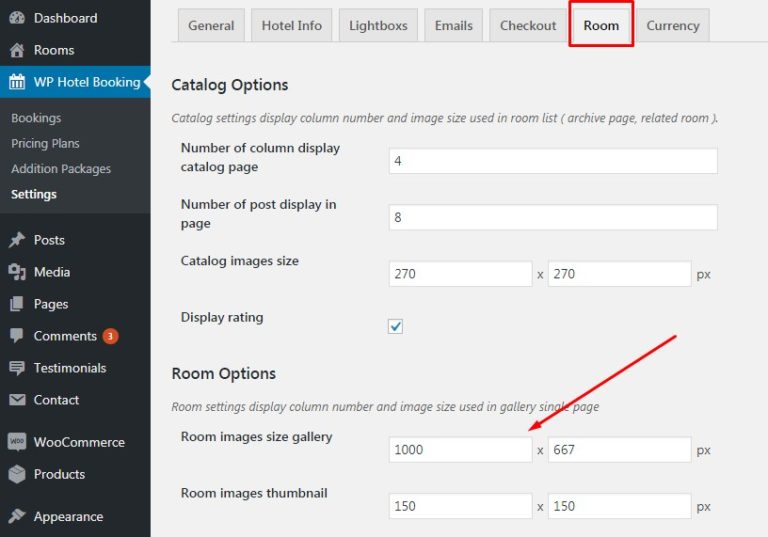 Dashboard
Rooms
WP Hotel Booking
Bookings
Pricing Plans
Addition Packages
Settings
Posts
Media
Pages
Comments 3
Testimonials
Contact
WOO
WooCommerce
Products
Appearance
General Hotel Info Lightboxs Emails Checkout Room Currency
Catalog Options
Catalog settings display column number and image size used in room list ( archive page, related room ).
Number of column display
catalog page
4
Number of post display in
page
8
Catalog images size
270 x 270 px
Display rating
Room Options
Room settings display column number and image size used in gallery single page
Room images size gallery
1000 x 667 px
Room images thumbnail
150 x 150 px